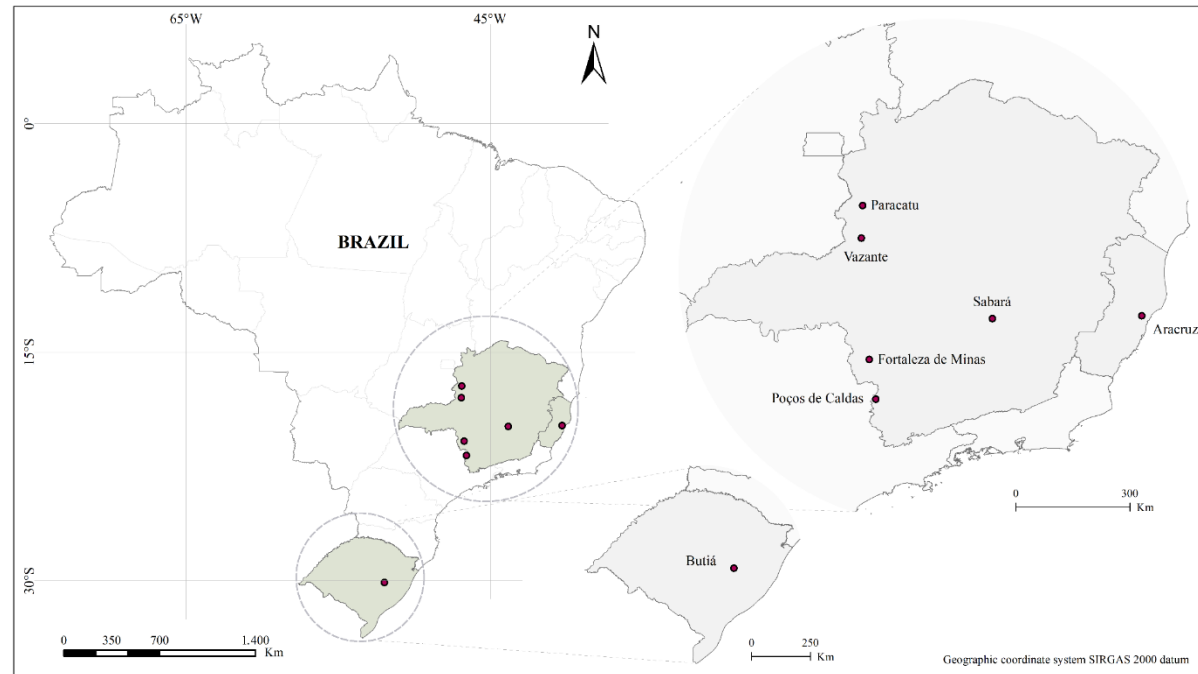 65°W
45°W
N
0°
15°S
30°S
BRAZIL
Paracatu
Vazante
Sabará
Aracruz
Fortaleza de Minas
Poços de Caldas
0 300
Km
Butiá
0 350 700 1.400
Km
0 250
Km
Geographic coordinate system SIRGAS 2000 datum